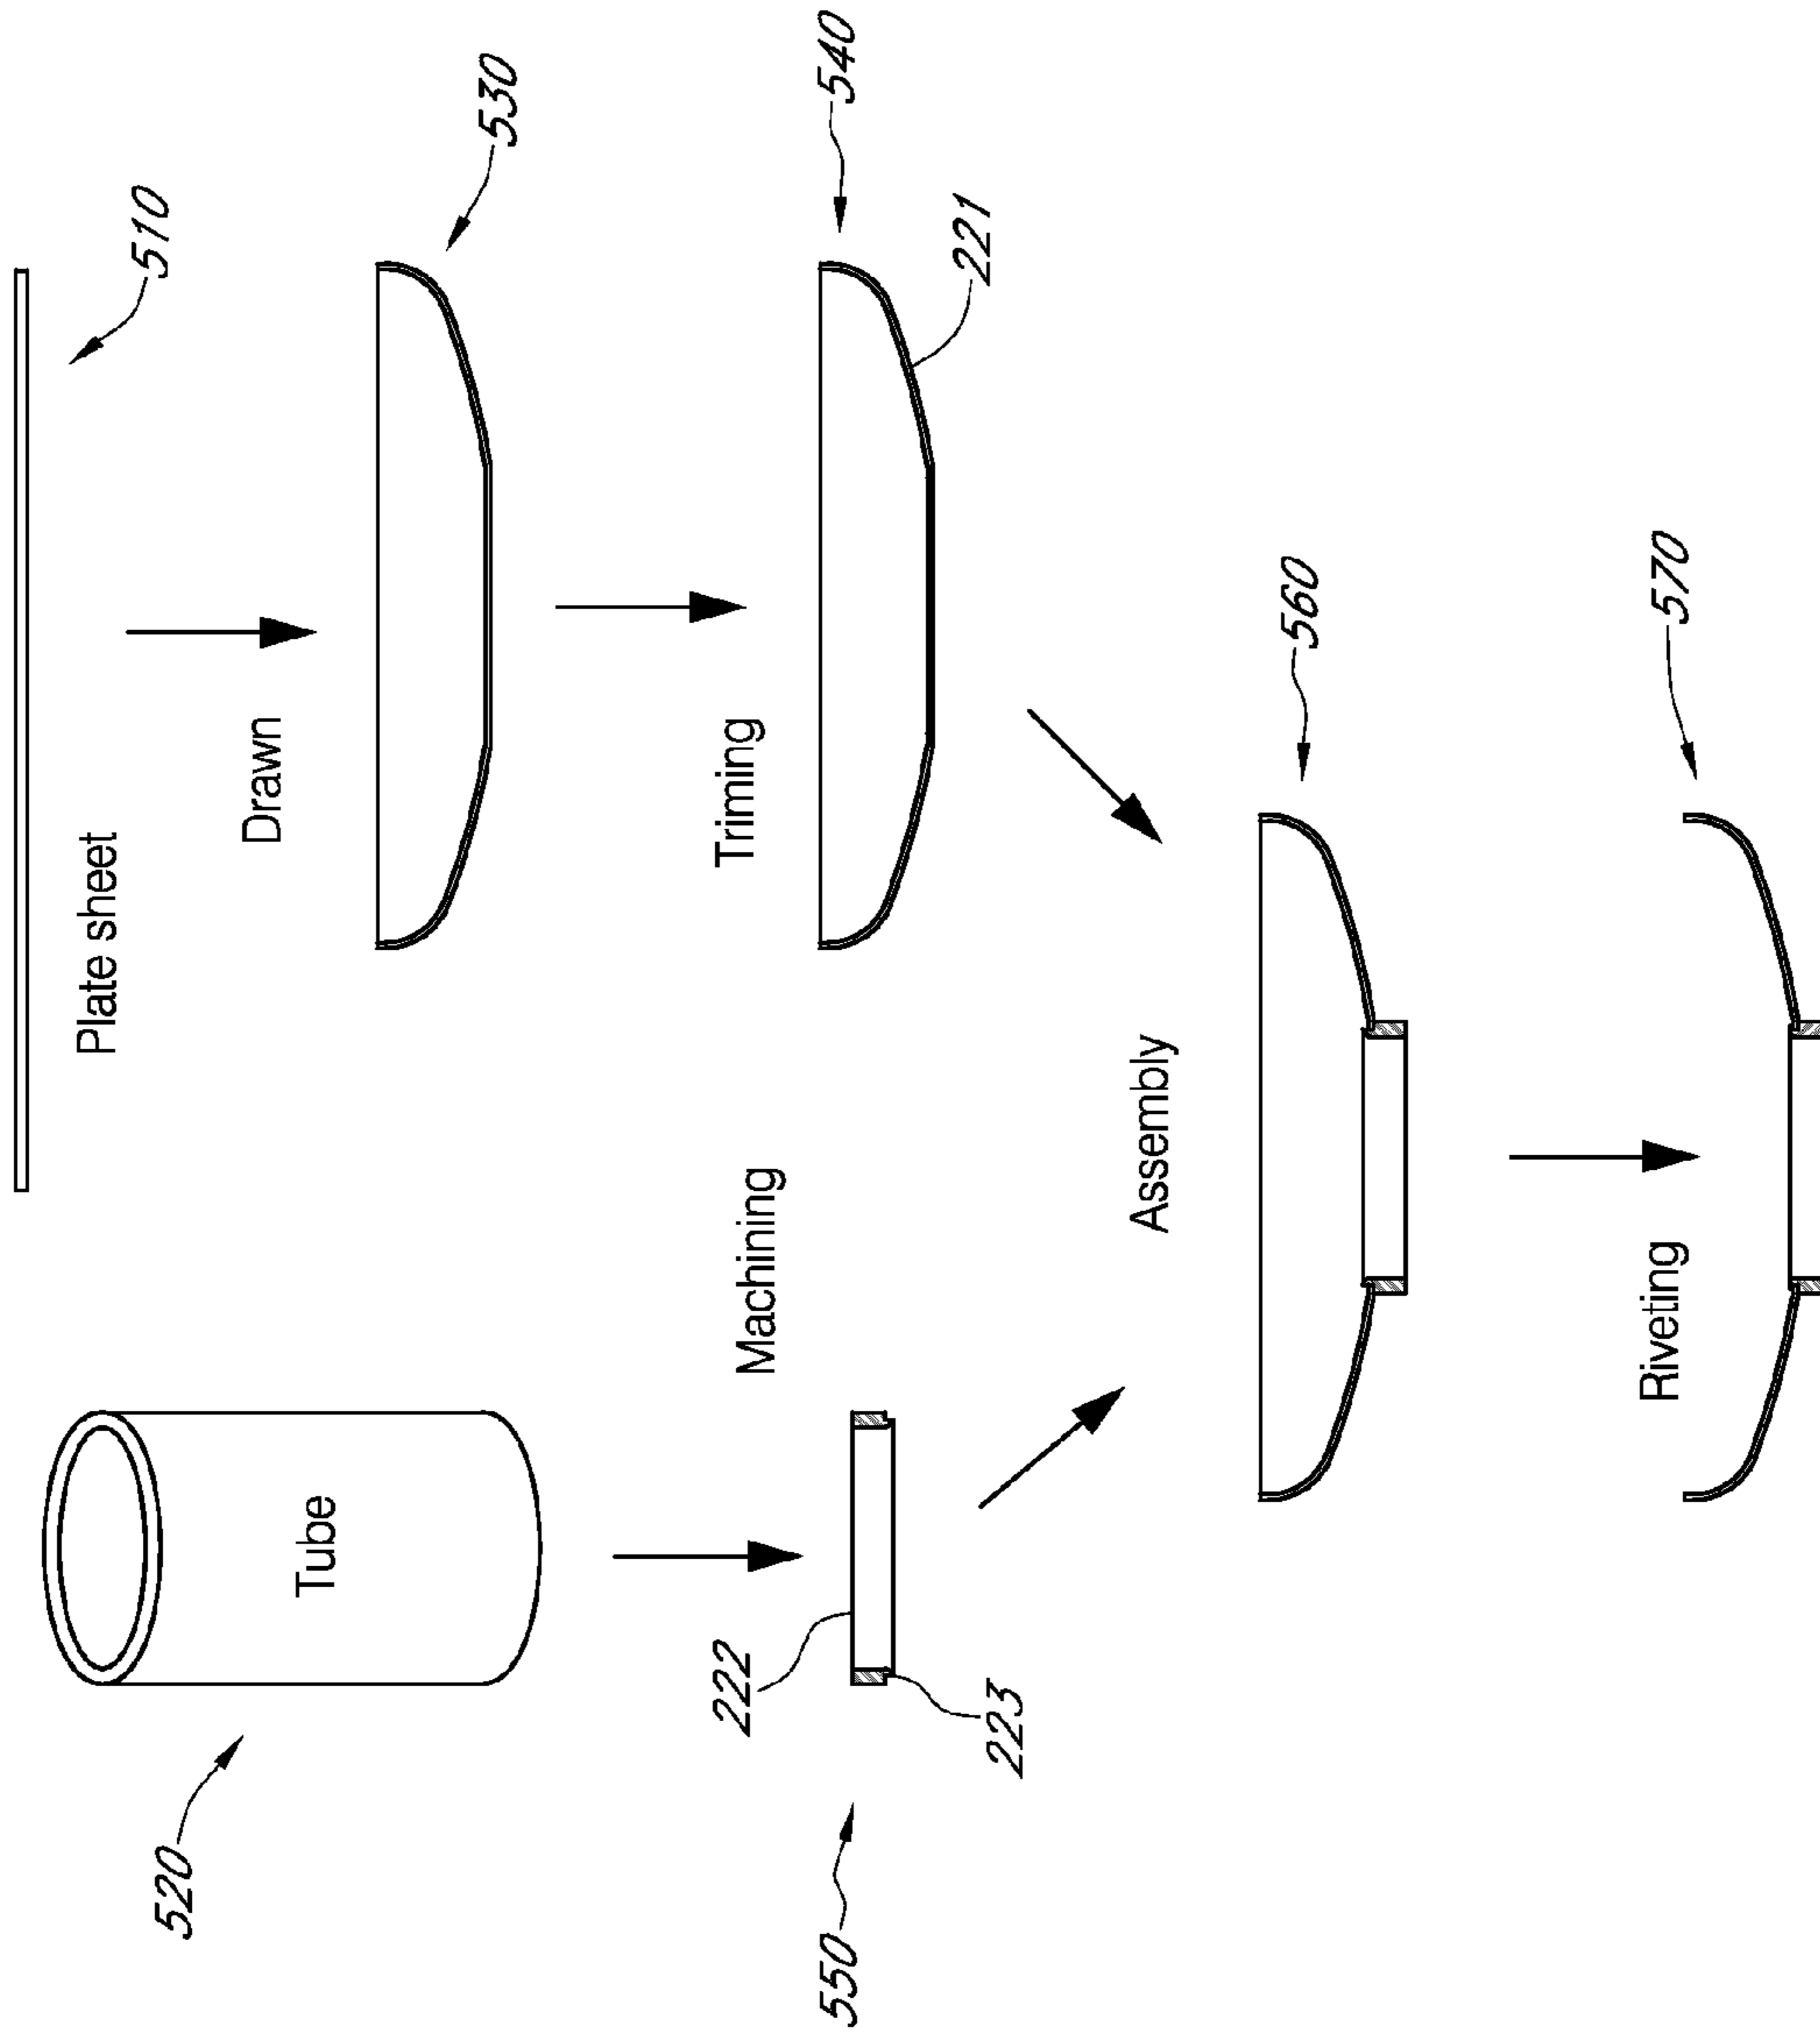 Plate sheet
510
520
Drawn
Tube
530
222
Machining
Triming
550
540
223
221
Assembly
560
Riveting
570